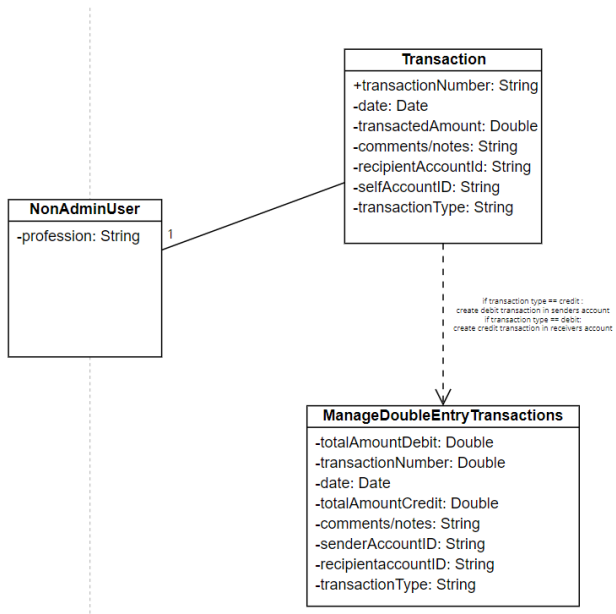 Transaction
+transactionNumber: String
-date: Date
-transactedAmount: Double
-comments/notes: String
-recipientAccountId: String
-selfAccountID: String
-transactionType: String
NonAdminUser
-profession: String
1
if transaction type == credit :
create debit transaction in senders account
if transaction type == debit:
create credit transaction in receivers account
ManageDoubleEntryTransactions
-totalAmountDebit: Double
-transactionNumber: Double
-date: Date
-totalAmountCredit: Double
-comments/notes: String
-senderAccountID: String
-recipientaccountID: String
-transactionType: String